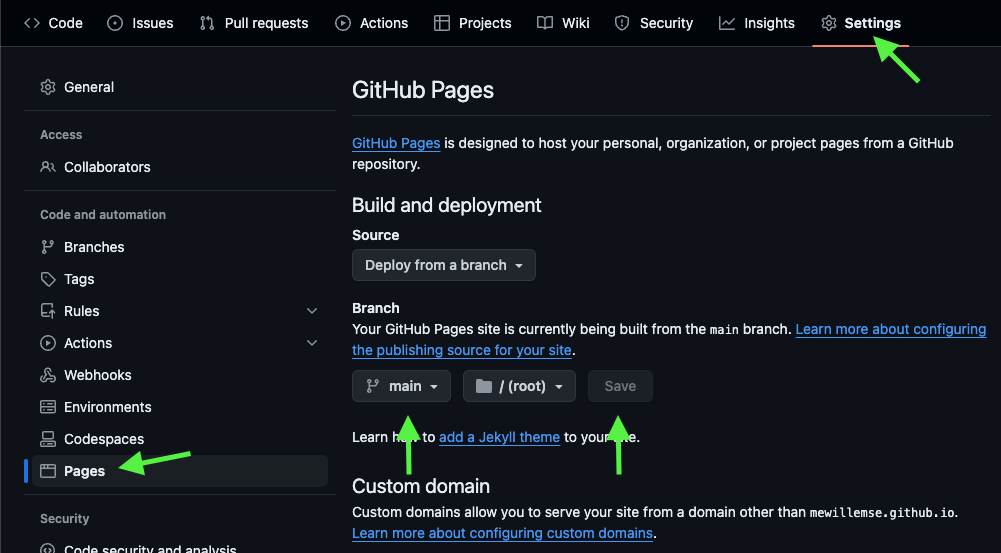 Code Issues Pull requests Actions Projects Wiki Security Insights Settings
General
Access
Collaborators
Code and automation
Branches
Tags
Rules
Actions
Webhooks
Environments
Codespaces
Pages
Security
Code security and analysis
GitHub Pages
GitHub Pages is designed to host your personal, organization, or project pages from a GitHub
repository.
Build and deployment
Source
Deploy from a branch
Branch
Your GitHub Pages site is currently being built from the main branch. Learn more about configuring
the publishing source for your site.
main / (root) Save
Learn how to add a Jekyll theme to your site.
Custom domain
Custom domains allow you to serve your site from a domain other than mewillemse.github.io.
Learn more about configuring custom domains.